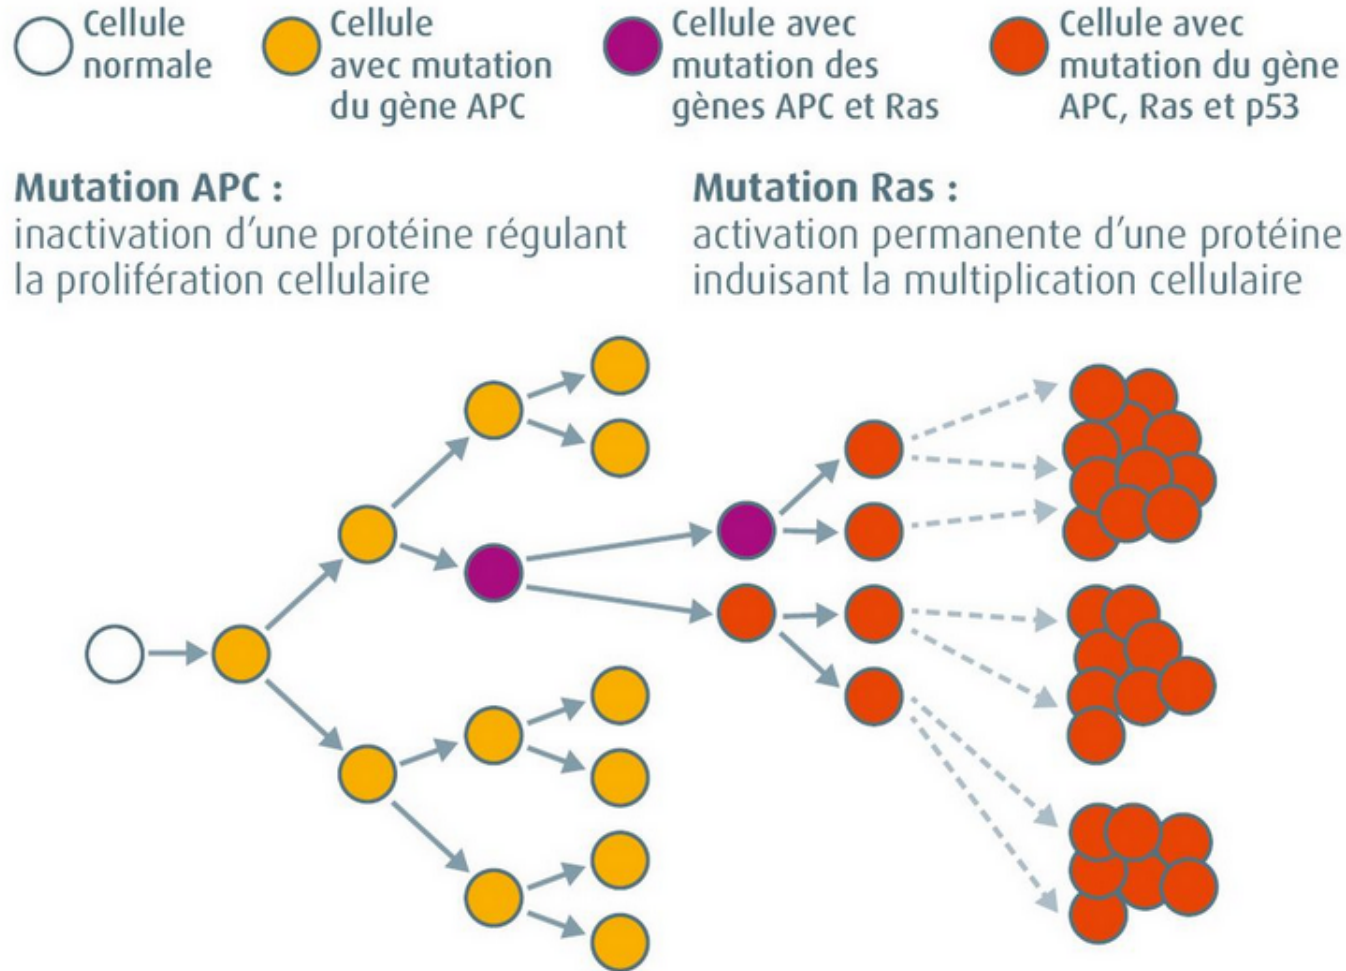 Cellule
normale
Cellule
avec mutation
du gène APC
Cellule avec
mutation des
gènes APC et Ras
Cellule avec
mutation du gène
APC, Ras et p53
Mutation APC :
inactivation d’une protéine régulant
la prolifération cellulaire
Mutation Ras :
activation permanente d’une protéine
induisant la multiplication cellulaire